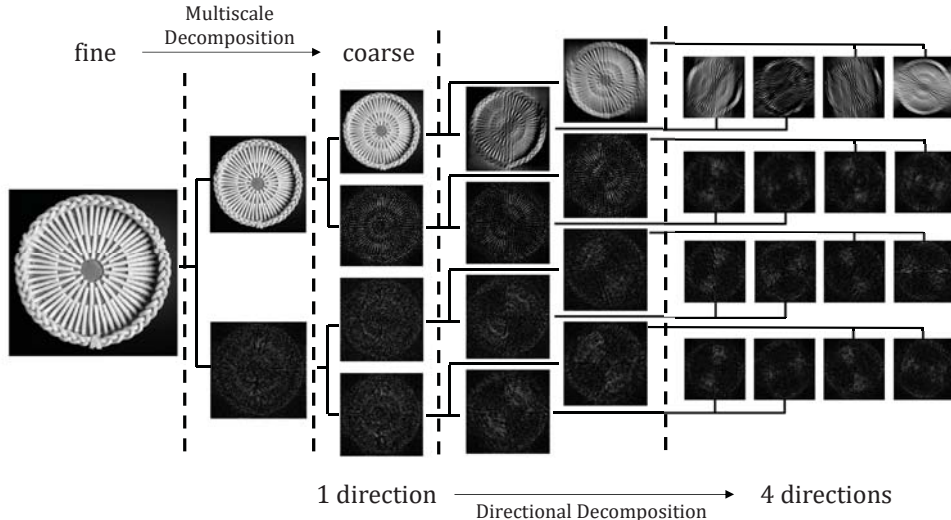 Multiscale
Decomposition
fine
coarse
1 direction
4 directions
Directional Decomposition